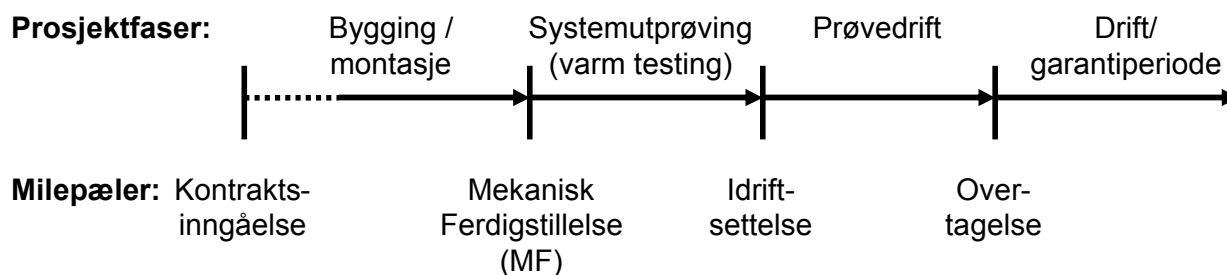 Prosjektfaser: Bygging / Systemutprøving Prøvedrift Drift/
montasje (varm testing) garantiperiode
Milepæler: Kontrakts- Mekanisk Idrift- Over-
inngåelse Ferdigstillelse settelse tagelse
(MF)